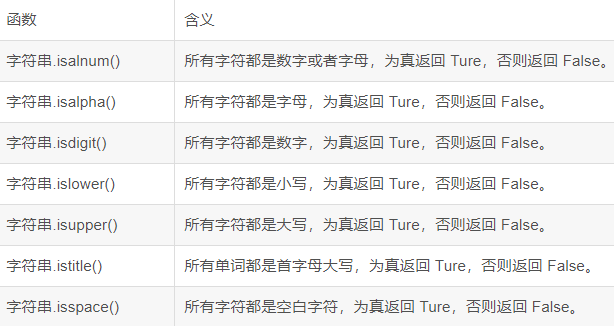 函数 含义
字符串.isalnum() 所有字符都是数字或者字母，为真返回 Ture，否则返回 False。
字符串.isalpha() 所有字符都是字母，为真返回 Ture，否则返回 False。
字符串.isdigit() 所有字符都是数字，为真返回 Ture，否则返回 False。
字符串.islower() 所有字符都是小写，为真返回 Ture，否则返回 False。
字符串.isupper() 所有字符都是大写，为真返回 Ture，否则返回 False。
字符串.istitle() 所有单词都是首字母大写，为真返回 Ture，否则返回 False。
字符串.isspace() 所有字符都是空白字符，为真返回 Ture，否则返回 False。